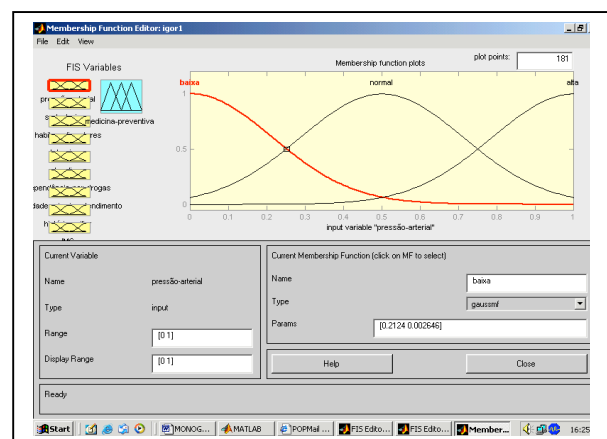 Membership Function Editor: igor1
File Edit View
FIS Variables
Membership function plots
plot points:
181
baixa
normal
alta
medicina-preventiva
1
0.5
0
0 0.1 0.2 0.3 0.4 0.5 0.6 0.7 0.8 0.9 1
input variable "pressão-arterial"
Current Variable
Name
pressão-arterial
Type
input
Range
[0 1]
Display Range
[0 1]
Current Membership Function (click on MF to select)
Name
baixa
Type
gaussmf
Params
[0.2124 0.002646]
Help
Close
Ready
Start
MONOG...
MATLAB
POPMail ...
FIS Edito...
FIS Edito...
Member...
16:25